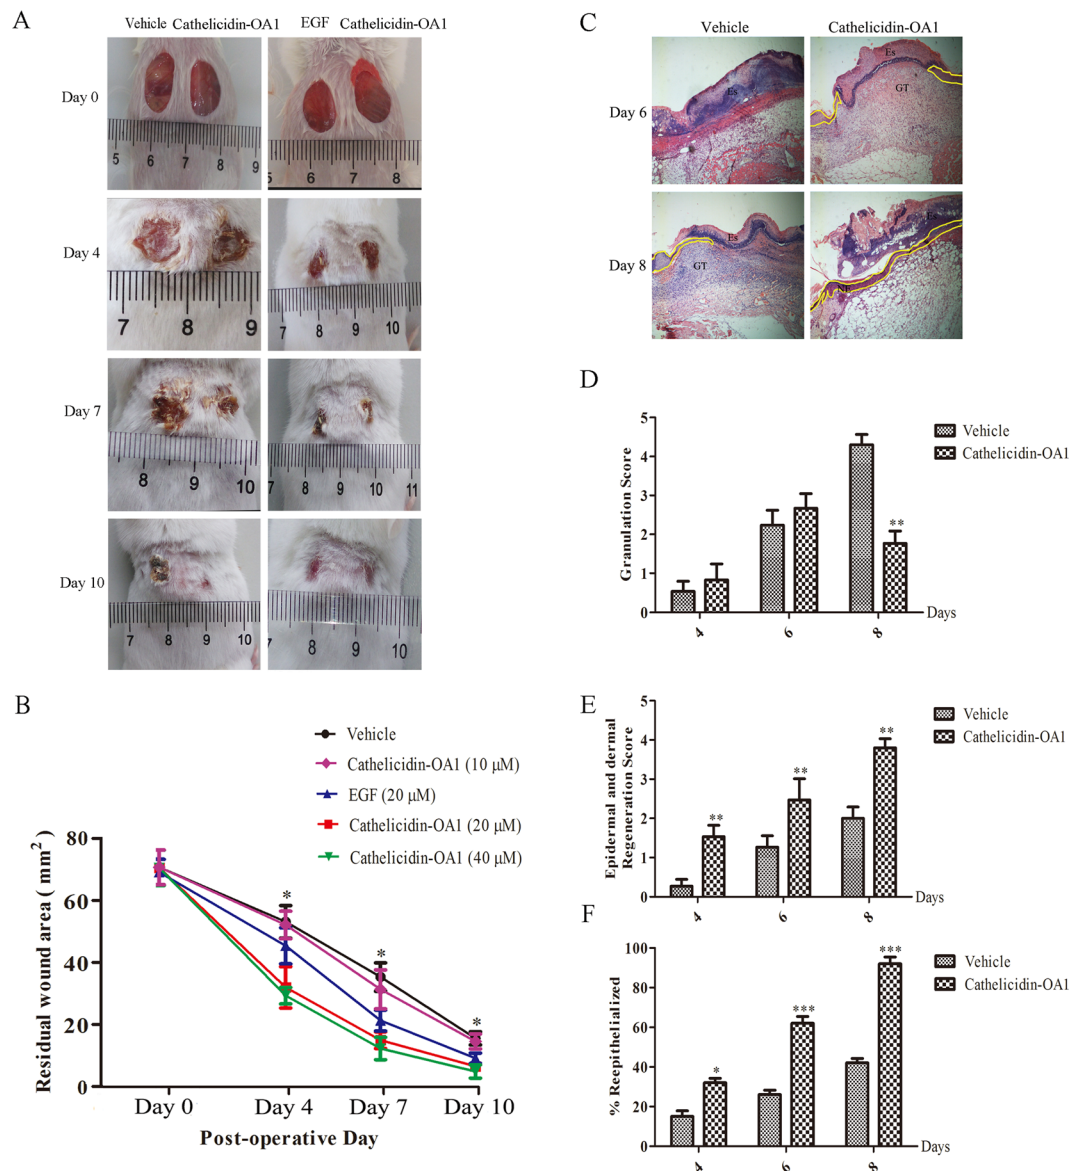 A
Vehicle Cathelicidin-OA1
EGF Cathelicidin-OA1
Day 0
5 6 7 8 9
5 6 7 8
Day 4
7 8 9
7 8 9 10
Day 7
8 9 10
7 8 9 10 11
Day 10
7 8 9 10
7 8 9 10
B
Vehicle
Cathelicidin-OA1 (10 μM)
EGF (20 μM)
Cathelicidin-OA1 (20 μM)
Cathelicidin-OA1 (40 μM)
Residual wound area ( mm²)
80
60
40
20
0
* * *
Day 0 Day 4 Day 7 Day 10
Post-operative Day
C
Vehicle Cathelicidin-OA1
Day 6
Es
Es
GT
Day 8
Es
GT
Es
NE
D
Granulation Score
5
4
3
2
1
0
Vehicle
Cathelicidin-OA1
**
4 6 8
Days
E
Epidermal and dermal
Regeneration Score
5
4
3
2
1
0
Vehicle
Cathelicidin-OA1
** ** **
4 6 8
Days
F
% Reepithelialized
100
80
60
40
20
0
Vehicle
Cathelicidin-OA1
* *** ***
4 6 8
Days